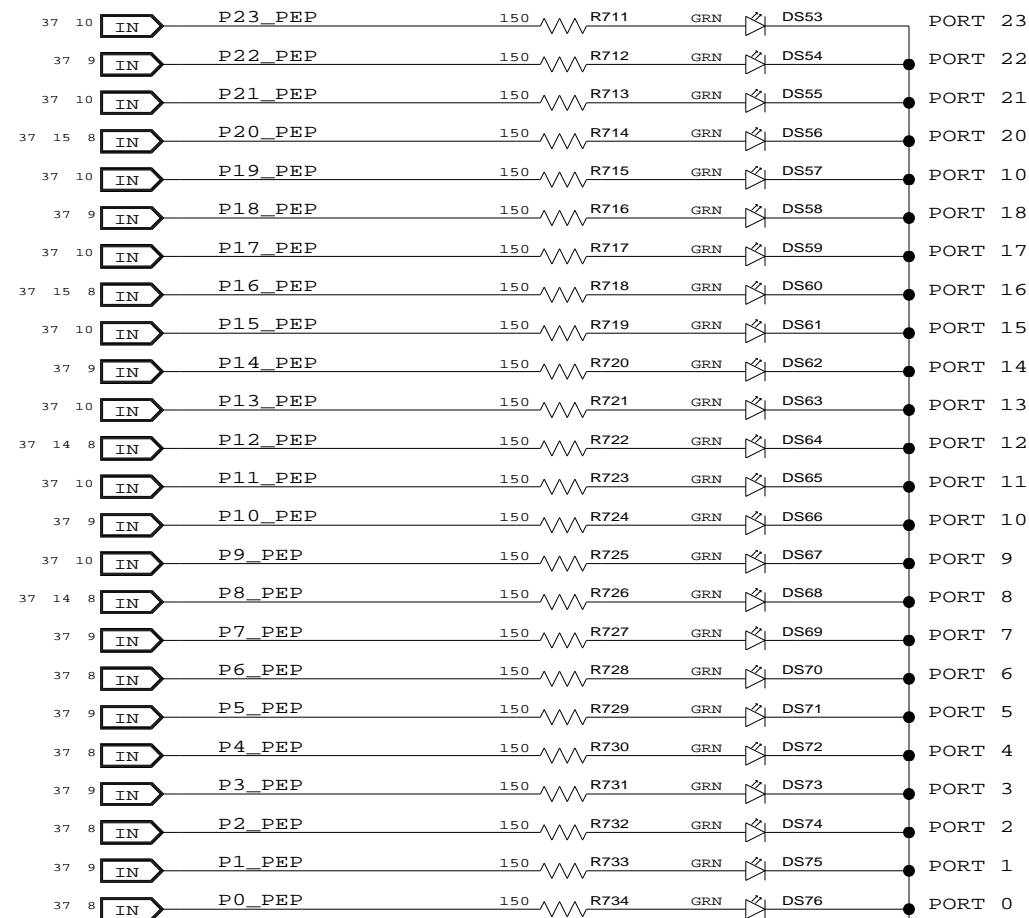 37 10 IN P23_PEP 150 R711 GRN DS53 PORT 23
37 9 IN P22_PEP 150 R712 GRN DS54 PORT 22
37 10 IN P21_PEP 150 R713 GRN DS55 PORT 21
37 15 8 IN P20_PEP 150 R714 GRN DS56 PORT 20
37 10 IN P19_PEP 150 R715 GRN DS57 PORT 10
37 9 IN P18_PEP 150 R716 GRN DS58 PORT 18
37 10 IN P17_PEP 150 R717 GRN DS59 PORT 17
37 15 8 IN P16_PEP 150 R718 GRN DS60 PORT 16
37 10 IN P15_PEP 150 R719 GRN DS61 PORT 15
37 9 IN P14_PEP 150 R720 GRN DS62 PORT 14
37 10 IN P13_PEP 150 R721 GRN DS63 PORT 13
37 14 8 IN P12_PEP 150 R722 GRN DS64 PORT 12
37 10 IN P11_PEP 150 R723 GRN DS65 PORT 11
37 9 IN P10_PEP 150 R724 GRN DS66 PORT 10
37 10 IN P9_PEP 150 R725 GRN DS67 PORT 9
37 14 8 IN P8_PEP 150 R726 GRN DS68 PORT 8
37 9 IN P7_PEP 150 R727 GRN DS69 PORT 7
37 8 IN P6_PEP 150 R728 GRN DS70 PORT 6
37 9 IN P5_PEP 150 R729 GRN DS71 PORT 5
37 8 IN P4_PEP 150 R730 GRN DS72 PORT 4
37 9 IN P3_PEP 150 R731 GRN DS73 PORT 3
37 8 IN P2_PEP 150 R732 GRN DS74 PORT 2
37 9 IN P1_PEP 150 R733 GRN DS75 PORT 1
37 8 IN P0_PEP 150 R734 GRN DS76 PORT 0